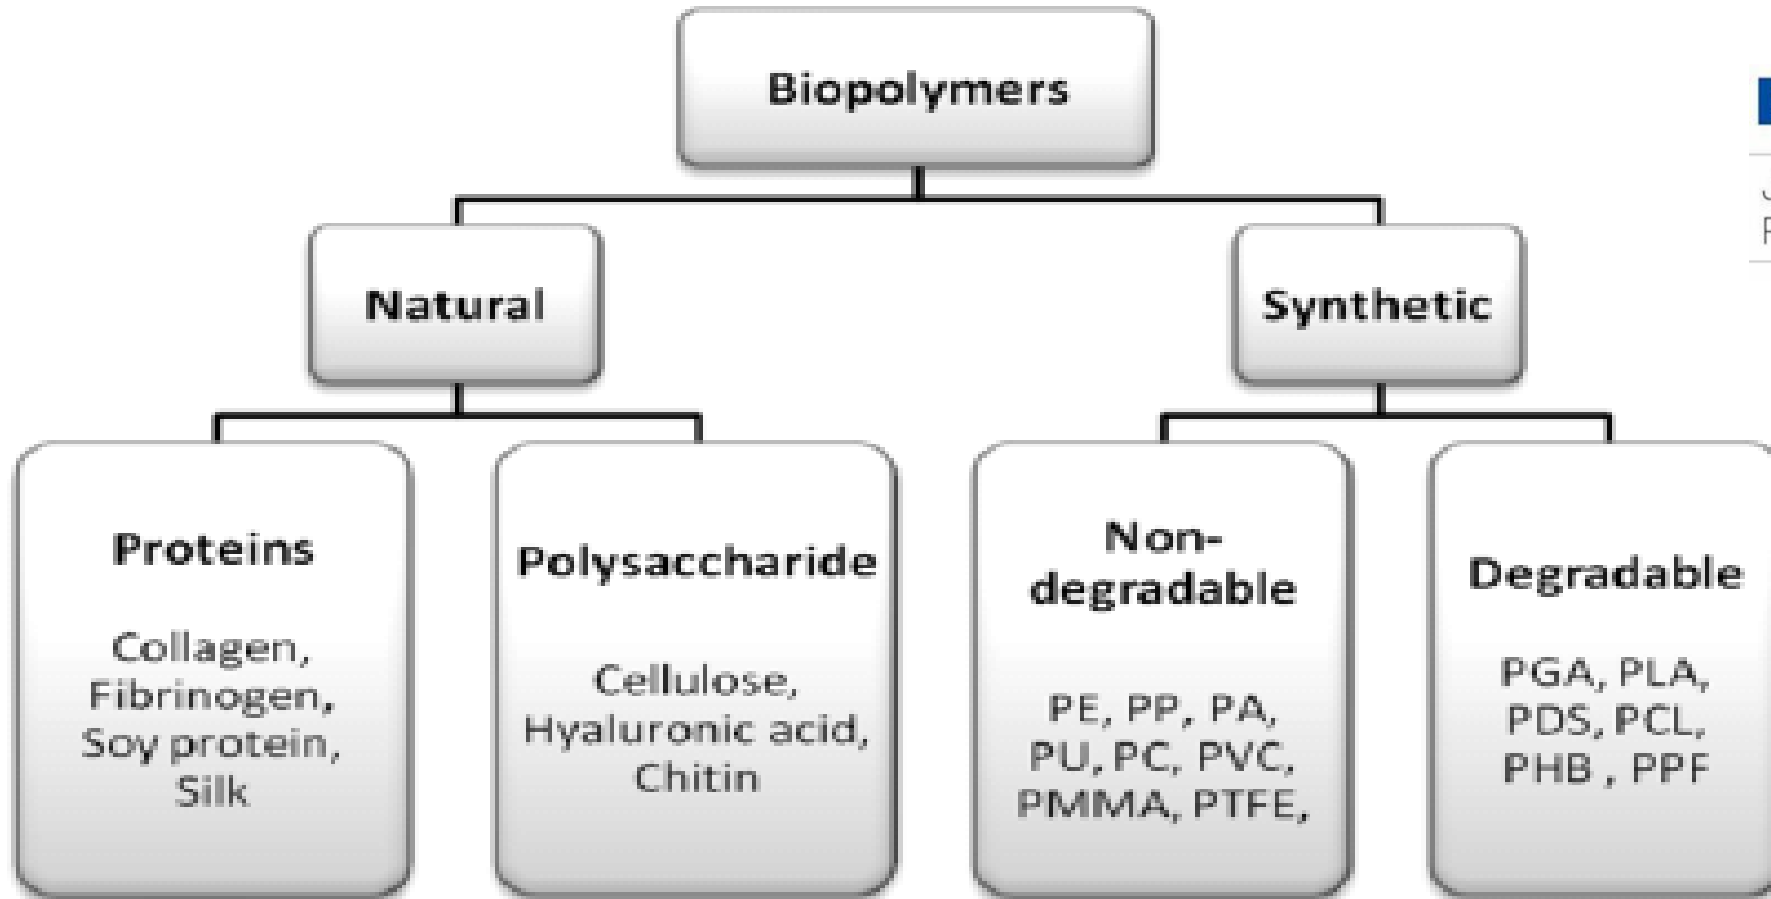 Biopolymers
Natural
Synthetic
Proteins
Collagen,
Fibrinogen,
Soy protein,
Silk
Polysaccharide
Cellulose,
Hyaluronic acid,
Chitin
Non-
degradable
PE, PP, PA,
PU, PC, PVC,
PMMA, PTFE,
Degradable
PGA, PLA,
PDS, PCL,
PHB , PPF